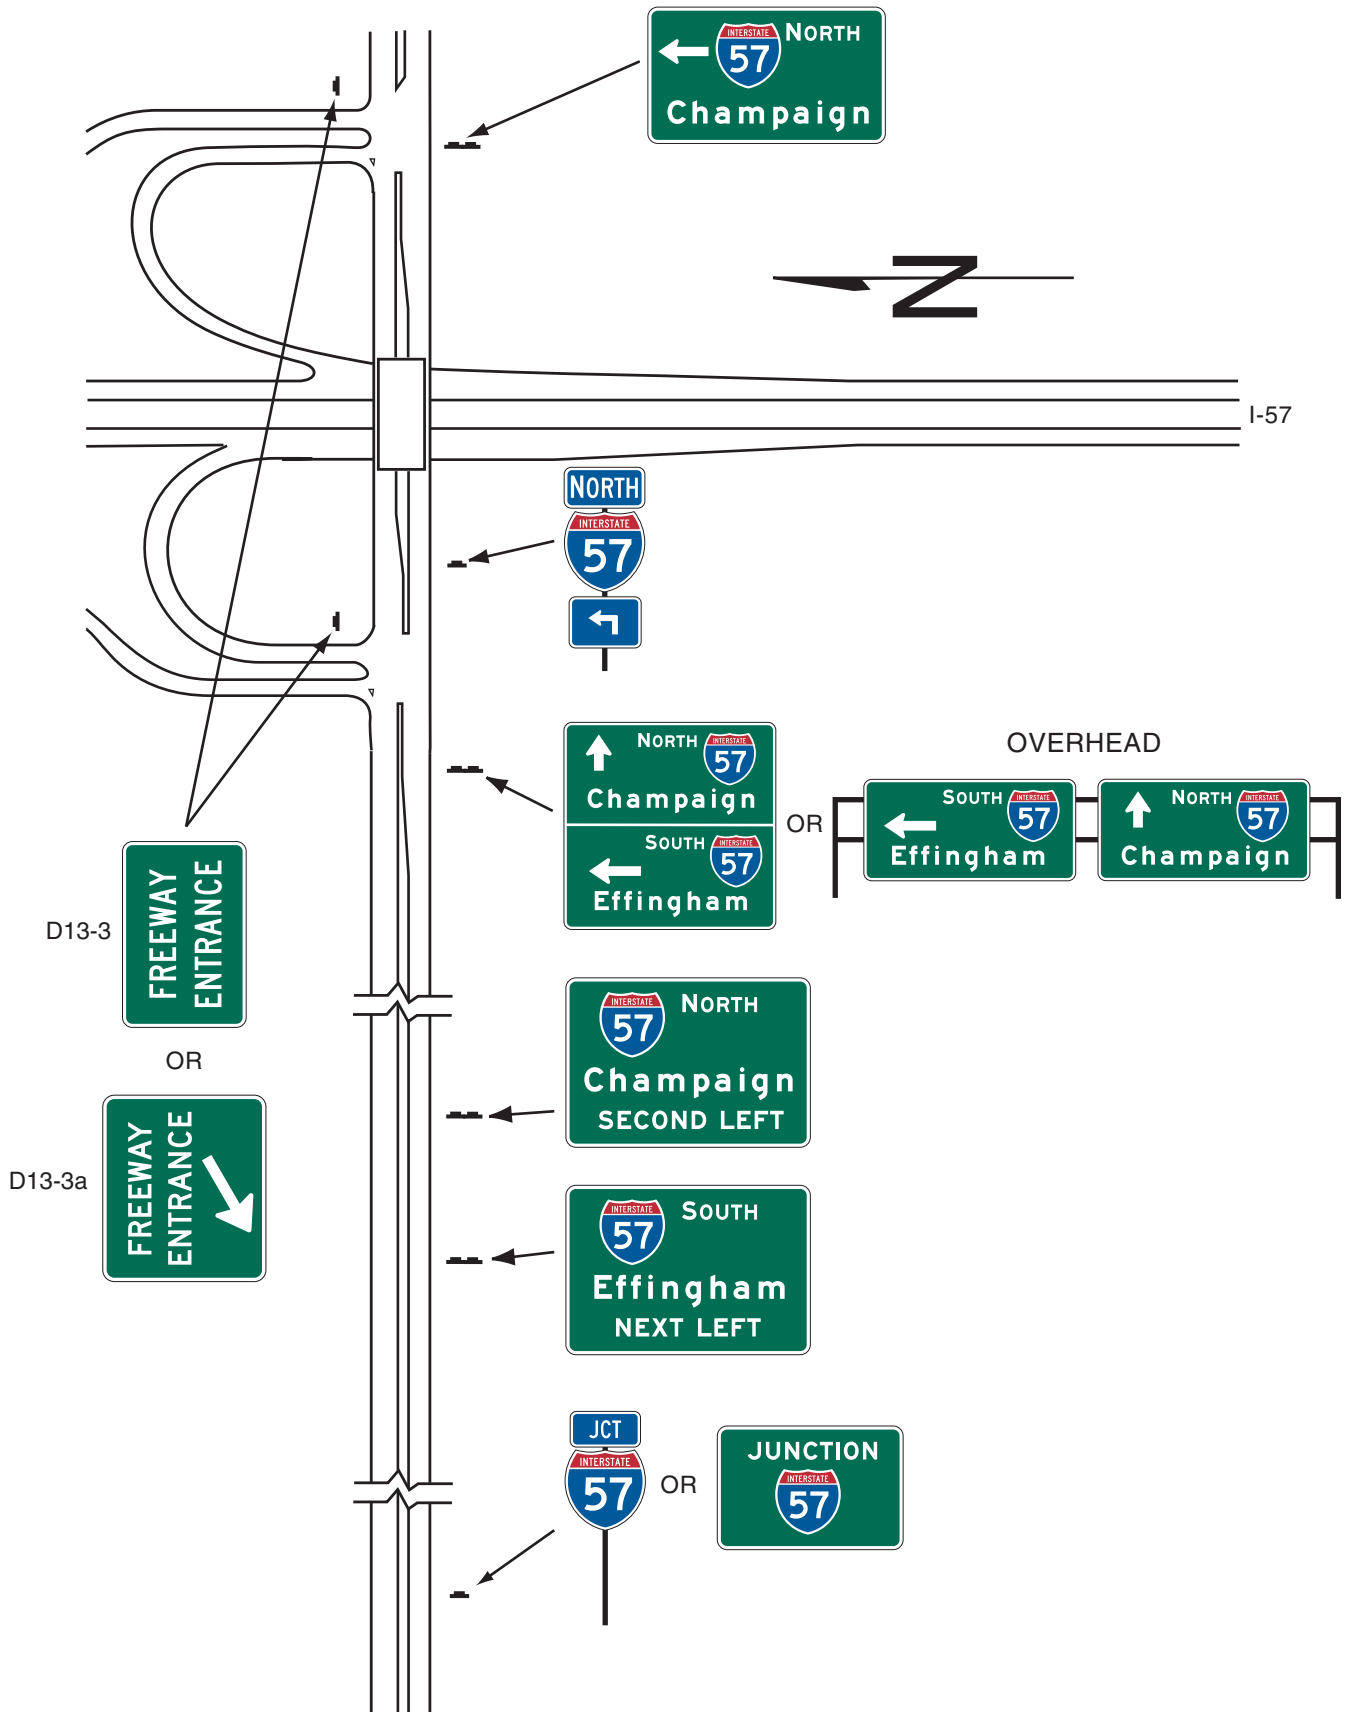 INTERSTATE
57
NORTH
Champaign
N
I-57
NORTH
INTERSTATE
57
NORTH
INTERSTATE
57
Champaign
SOUTH
INTERSTATE
57
Effingham
OR
OVERHEAD
SOUTH
INTERSTATE
57
Effingham
NORTH
INTERSTATE
57
Champaign
D13-3
FREEWAY
ENTRANCE
OR
D13-3a
FREEWAY
ENTRANCE
INTERSTATE
57
NORTH
Champaign
SECOND LEFT
INTERSTATE
57
SOUTH
Effingham
NEXT LEFT
JCT
INTERSTATE
57
OR
JUNCTION
INTERSTATE
57